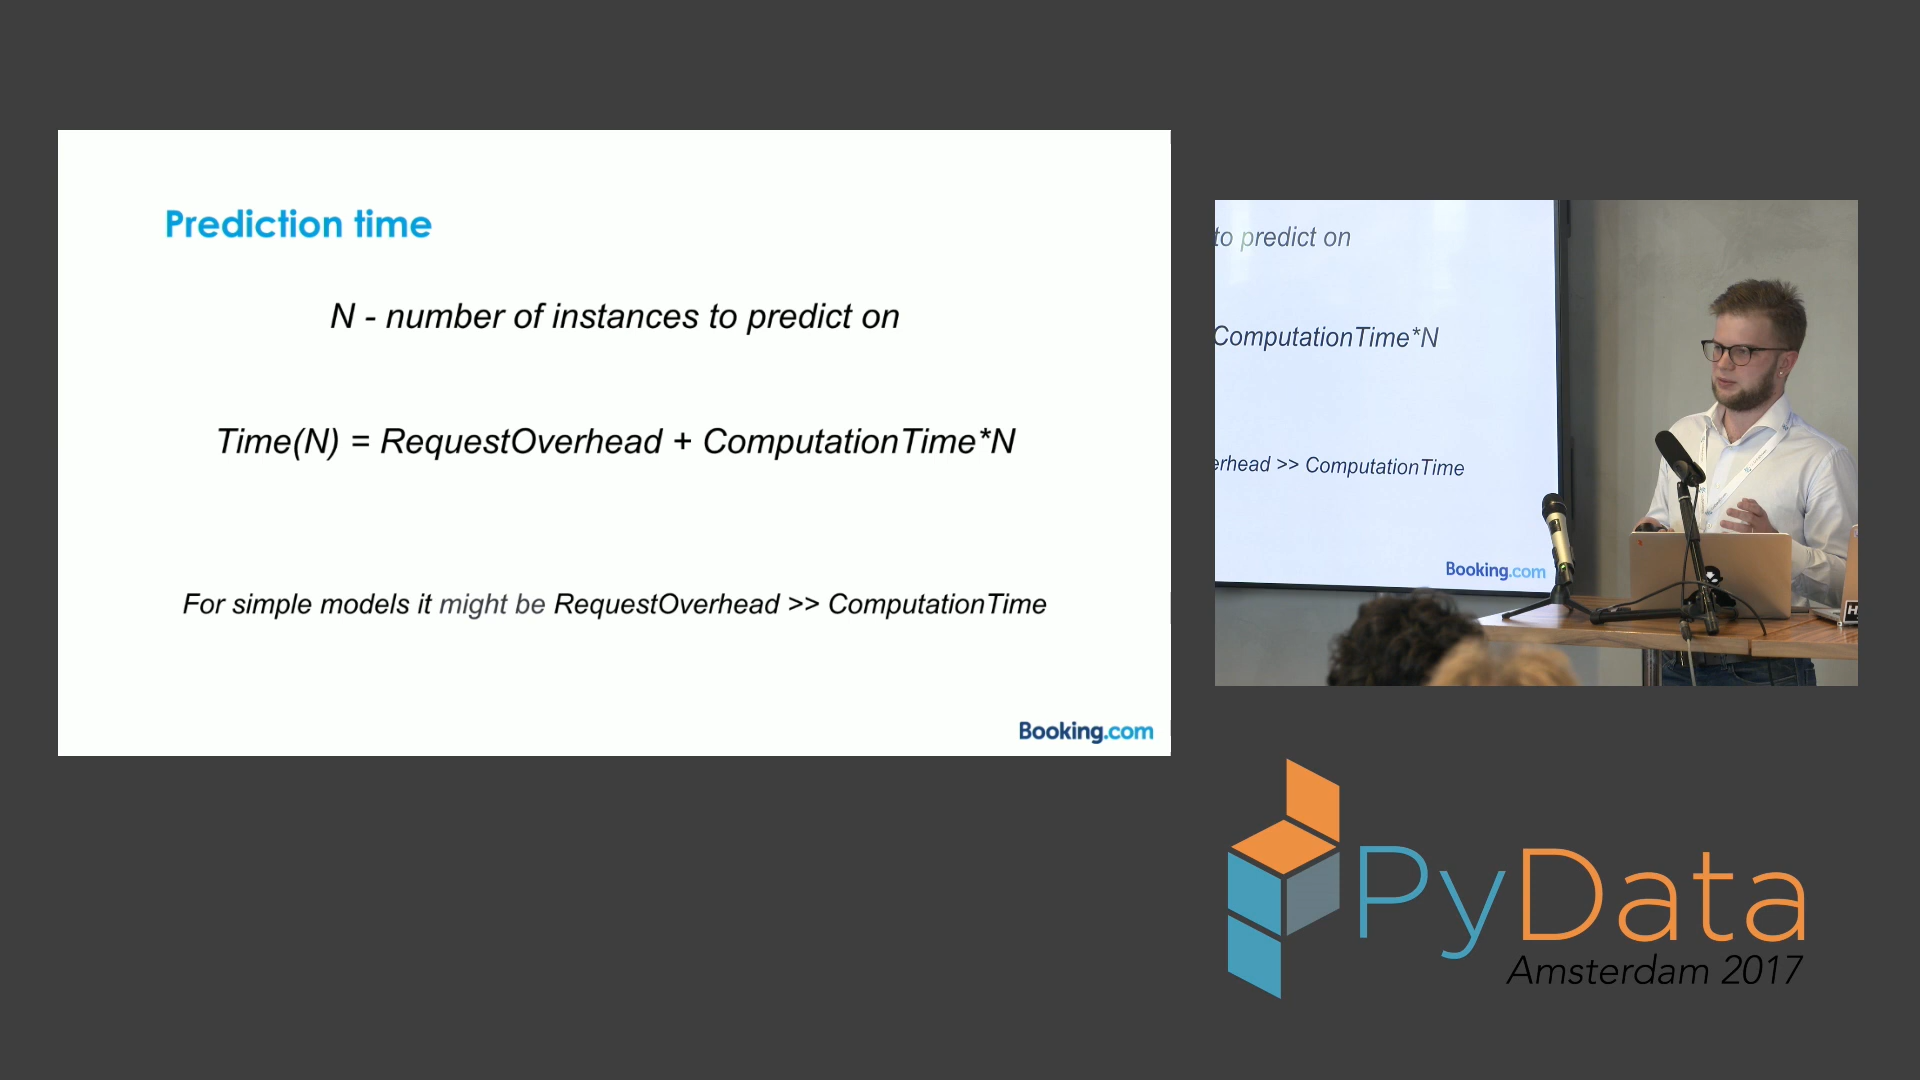 Prediction time
N - number of instances to predict on
Time(N) = RequestOverhead + ComputationTime*N
For simple models it might be RequestOverhead >> ComputationTime
Booking.com
to predict on
ComputationTime*N
erhead >> ComputationTime
Booking.com
PyData
Amsterdam 2017